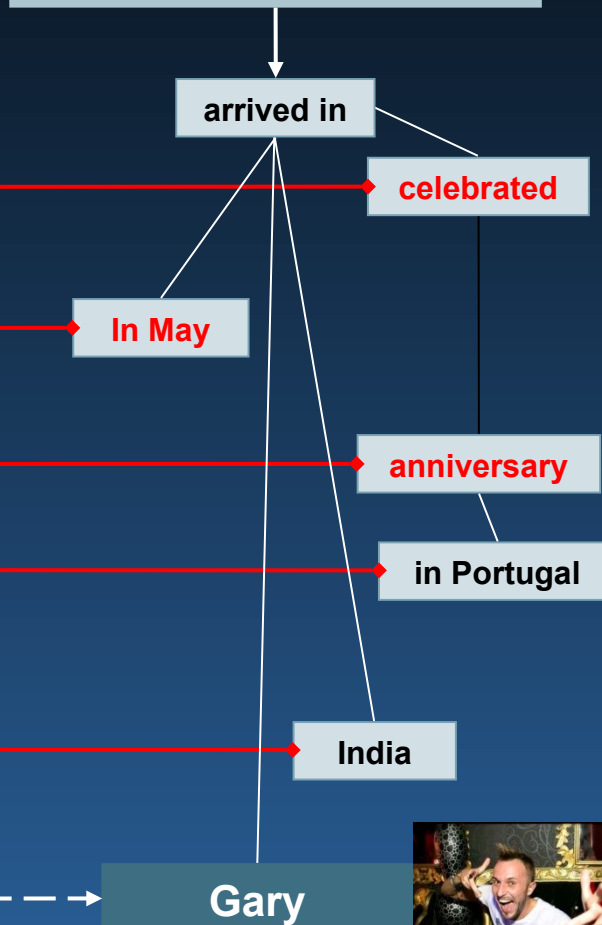 arrived in
celebrated
In May
anniversary
in Portugal
India
Gary